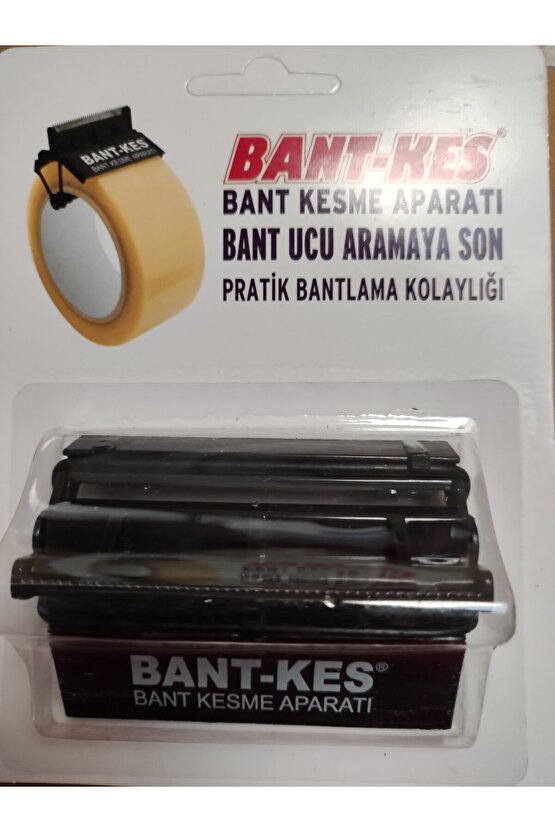 BANT-KES
BANT KESME APARATI
BANT-KES®
BANT KESME APARATI
BANT UCU ARAMAYA SON
PRATİK BANTLAMA KOLAYLIĞI
BANT-KES®
BANT KESME APARATI